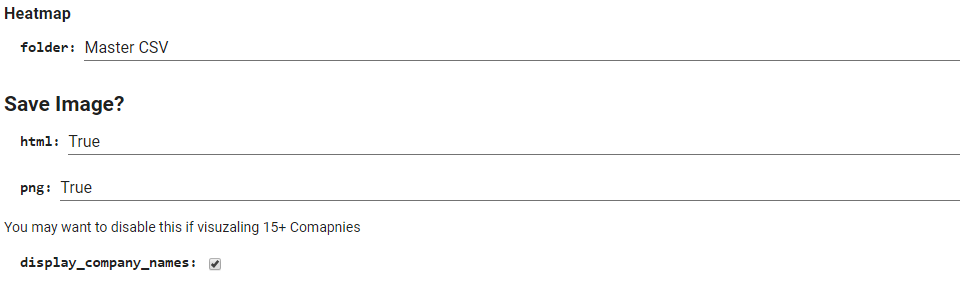 Heatmap
folder: Master CSV
Save Image?
html: True
png: True
You may want to disable this if visuzaling 15+ Comapnies
display_company_names: